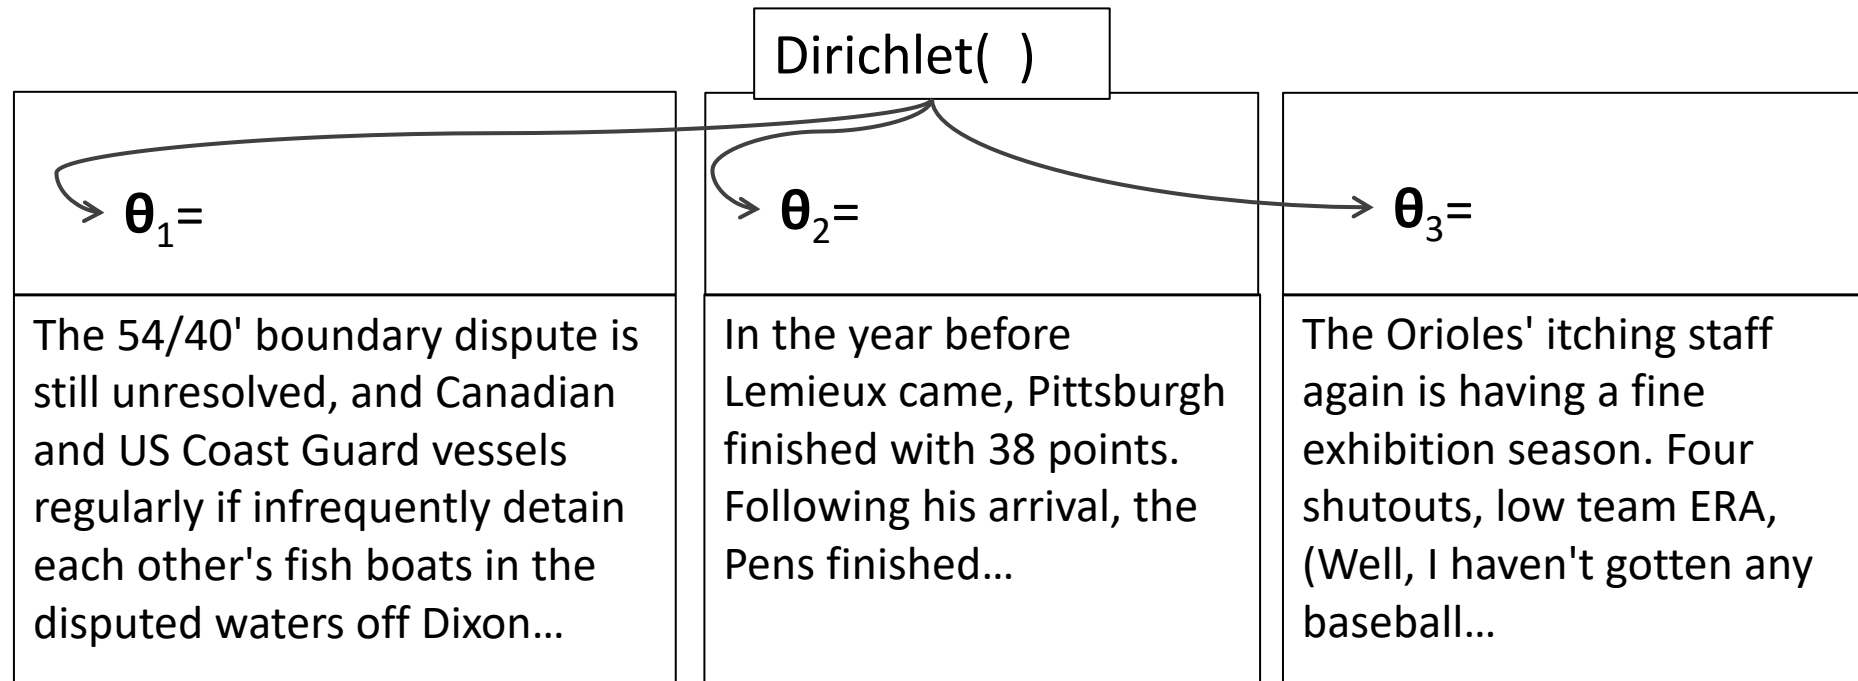 Dirichlet( )
θ1=
θ2=
θ3=
The 54/40' boundary dispute is
still unresolved, and Canadian
and US Coast Guard vessels
regularly if infrequently detain
each other's fish boats in the
disputed waters off Dixon…
In the year before
Lemieux came, Pittsburgh
finished with 38 points.
Following his arrival, the
Pens finished…
The Orioles' itching staff
again is having a fine
exhibition season. Four
shutouts, low team ERA,
(Well, I haven't gotten any
baseball…